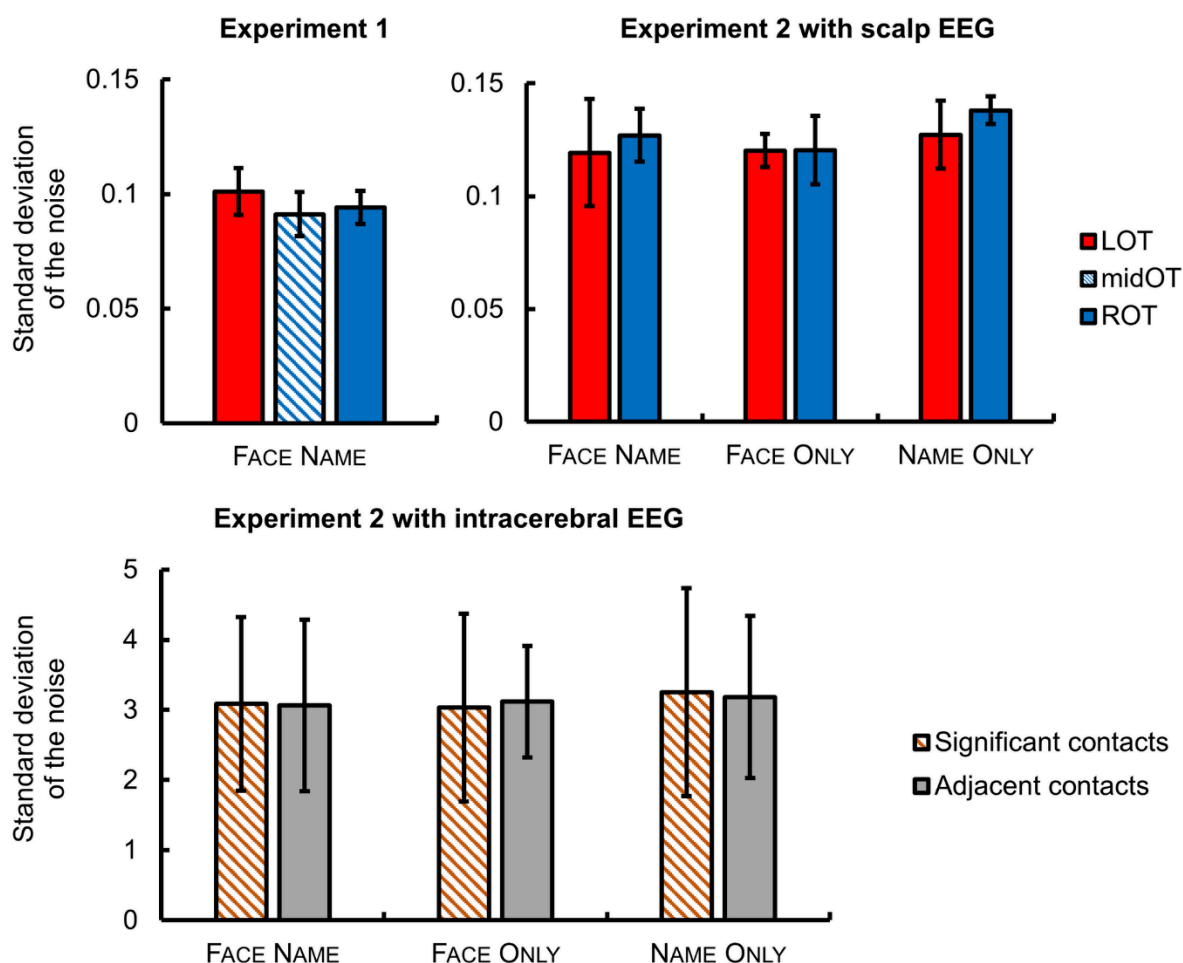 Experiment 1
Standard deviation
of the noise
0.15
0.1
0.05
0
FACE NAME
Experiment 2 with scalp EEG
0.15
0.1
0.05
0
FACE NAME
FACE ONLY
NAME ONLY
LOT
midOT
ROT
Experiment 2 with intracerebral EEG
Standard deviation
of the noise
5
4
3
2
1
0
FACE NAME
FACE ONLY
NAME ONLY
Significant contacts
Adjacent contacts